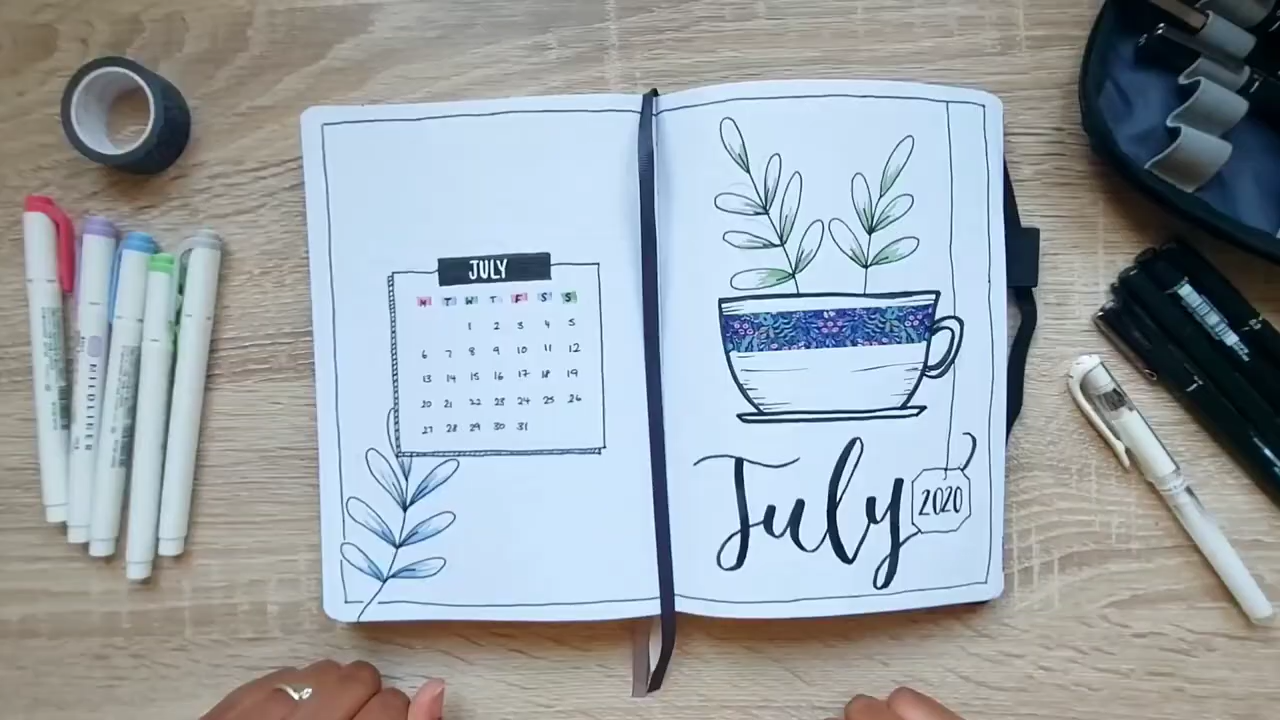 JULY
M T W T F S S
1 2 3 4 5
6 7 8 9 10 11 12
13 14 15 16 17 18 19
20 21 22 23 24 25 26
27 28 29 30 31
July
2020
MILDLINER